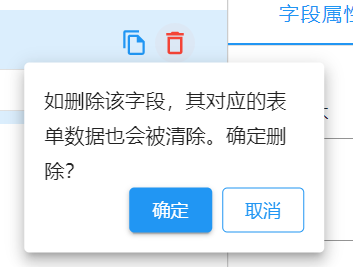 字段属性
如删除该字段，其对应的表
单数据也会被清除。确定删
除？
确定
取消